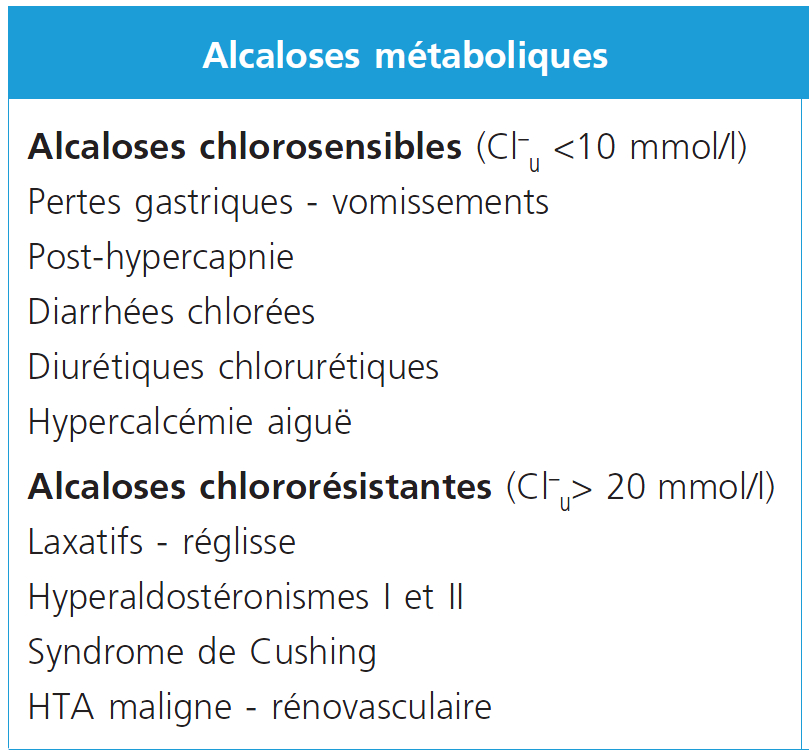 Alcaloses métaboliques
Alcaloses chlorosensibles (Cl⁻u <10 mmol/l)
Pertes gastriques - vomissements
Post-hypercapnie
Diarrhées chlorées
Diurétiques chlorurétiques
Hypercalcémie aiguë
Alcaloses chlororésistantes (Cl⁻u> 20 mmol/l)
Laxatifs - réglisse
Hyperaldostéronismes I et II
Syndrome de Cushing
HTA maligne - rénovasculaire